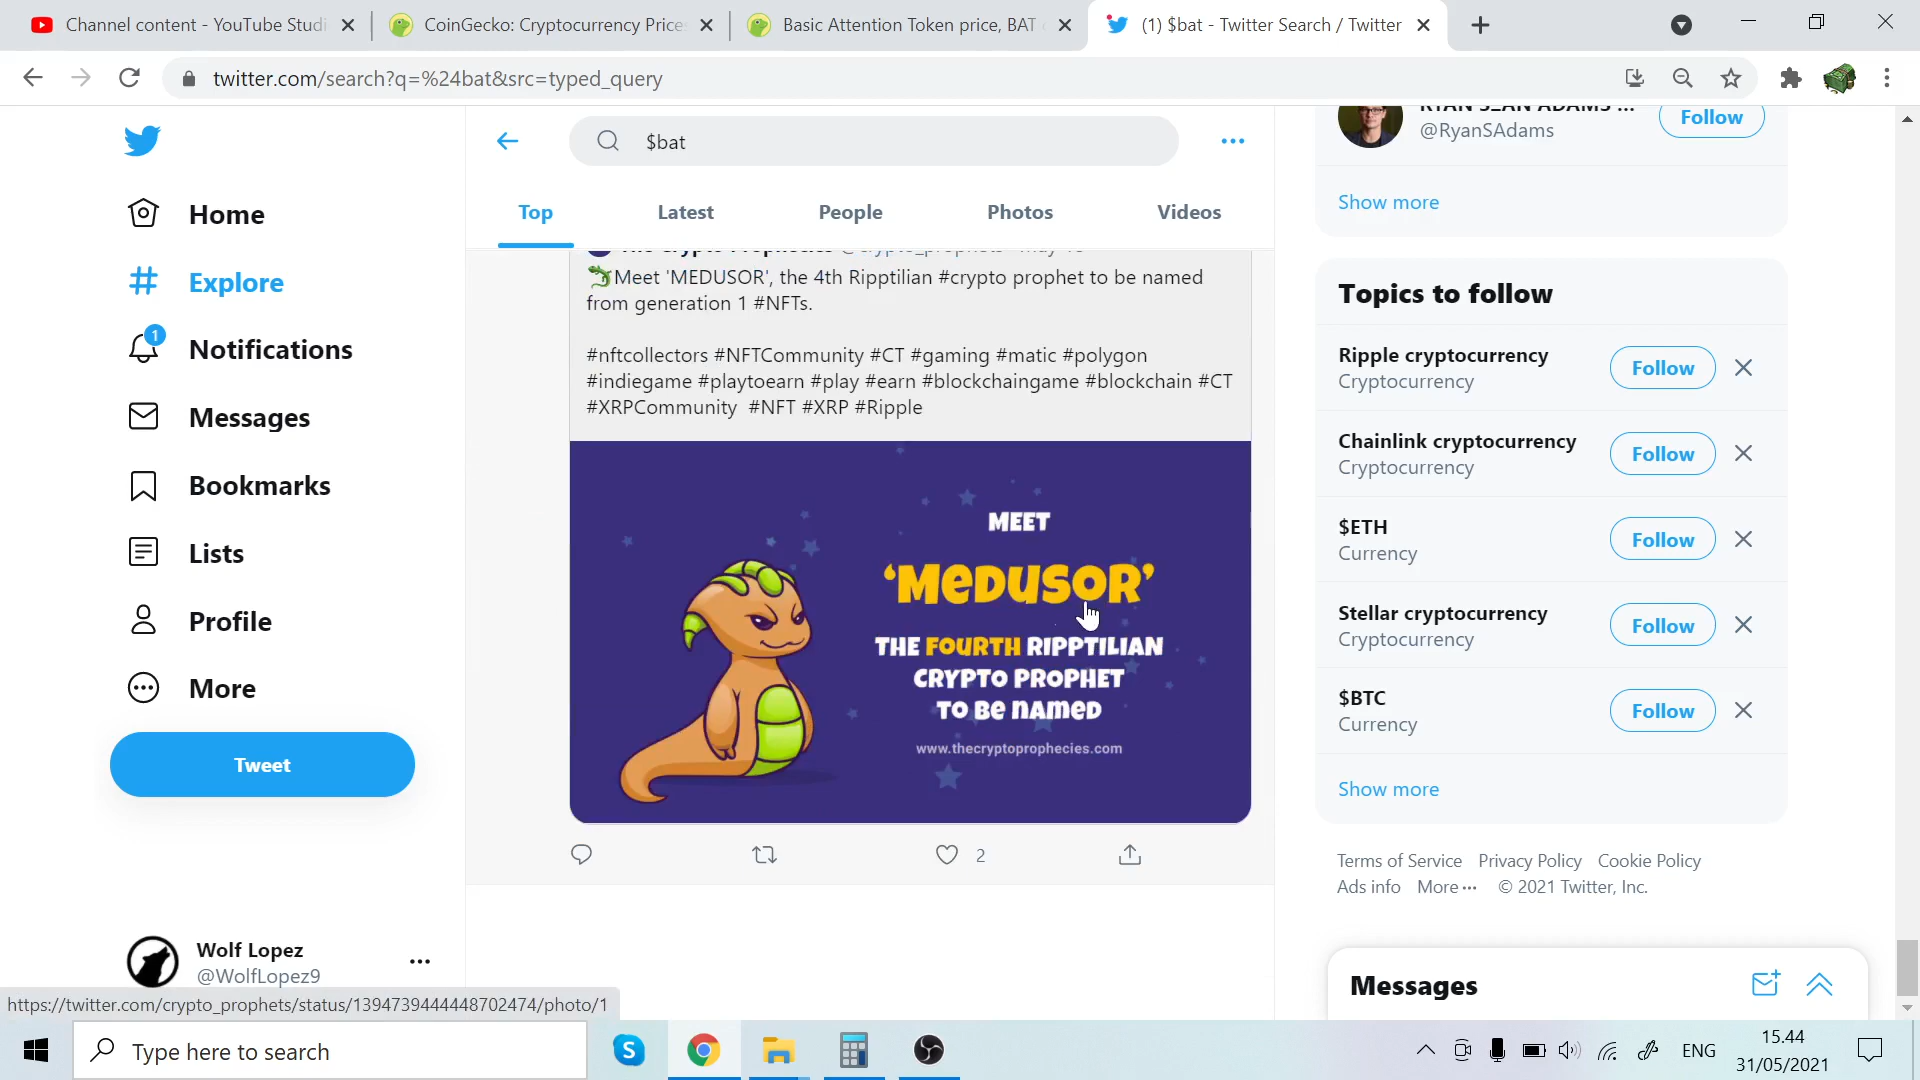 Channel content - YouTube Studi
CoinGecko: Cryptocurrency Price
Basic Attention Token price, BAT
(1) $bat - Twitter Search / Twitter
twitter.com/search?q=%24bat&src=typed_query
$bat
Top
Latest
People
Photos
Videos
Home
Explore
1
Notifications
Messages
Bookmarks
Lists
Profile
More
Tweet
Wolf Lopez
@WolfLopez9
Meet 'MEDUSOR', the 4th Ripptilian #crypto prophet to be named
from generation 1 #NFTs.
#nftcollectors #NFTCommunity #CT #gaming #matic #polygon
#indiegame #playtoearn #play #earn #blockchaingame #blockchain #CT
#XRPCommunity #NFT #XRP #Ripple
MEET
‘MEDUSOR’
THE FOURTH RIPPTILIAN
CRYPTO PROPHET
TO BE NAMED
www.thecryptoprophecies.com
2
@RyanSAdams
Follow
Show more
Topics to follow
Ripple cryptocurrency
Cryptocurrency
Follow
Chainlink cryptocurrency
Cryptocurrency
Follow
$ETH
Currency
Follow
Stellar cryptocurrency
Cryptocurrency
Follow
$BTC
Currency
Follow
Show more
Terms of Service Privacy Policy Cookie Policy
Ads info More ··· © 2021 Twitter, Inc.
Messages
https://twitter.com/crypto_prophets/status/1394739444448702474/photo/1
Type here to search
ENG
15.44
31/05/2021